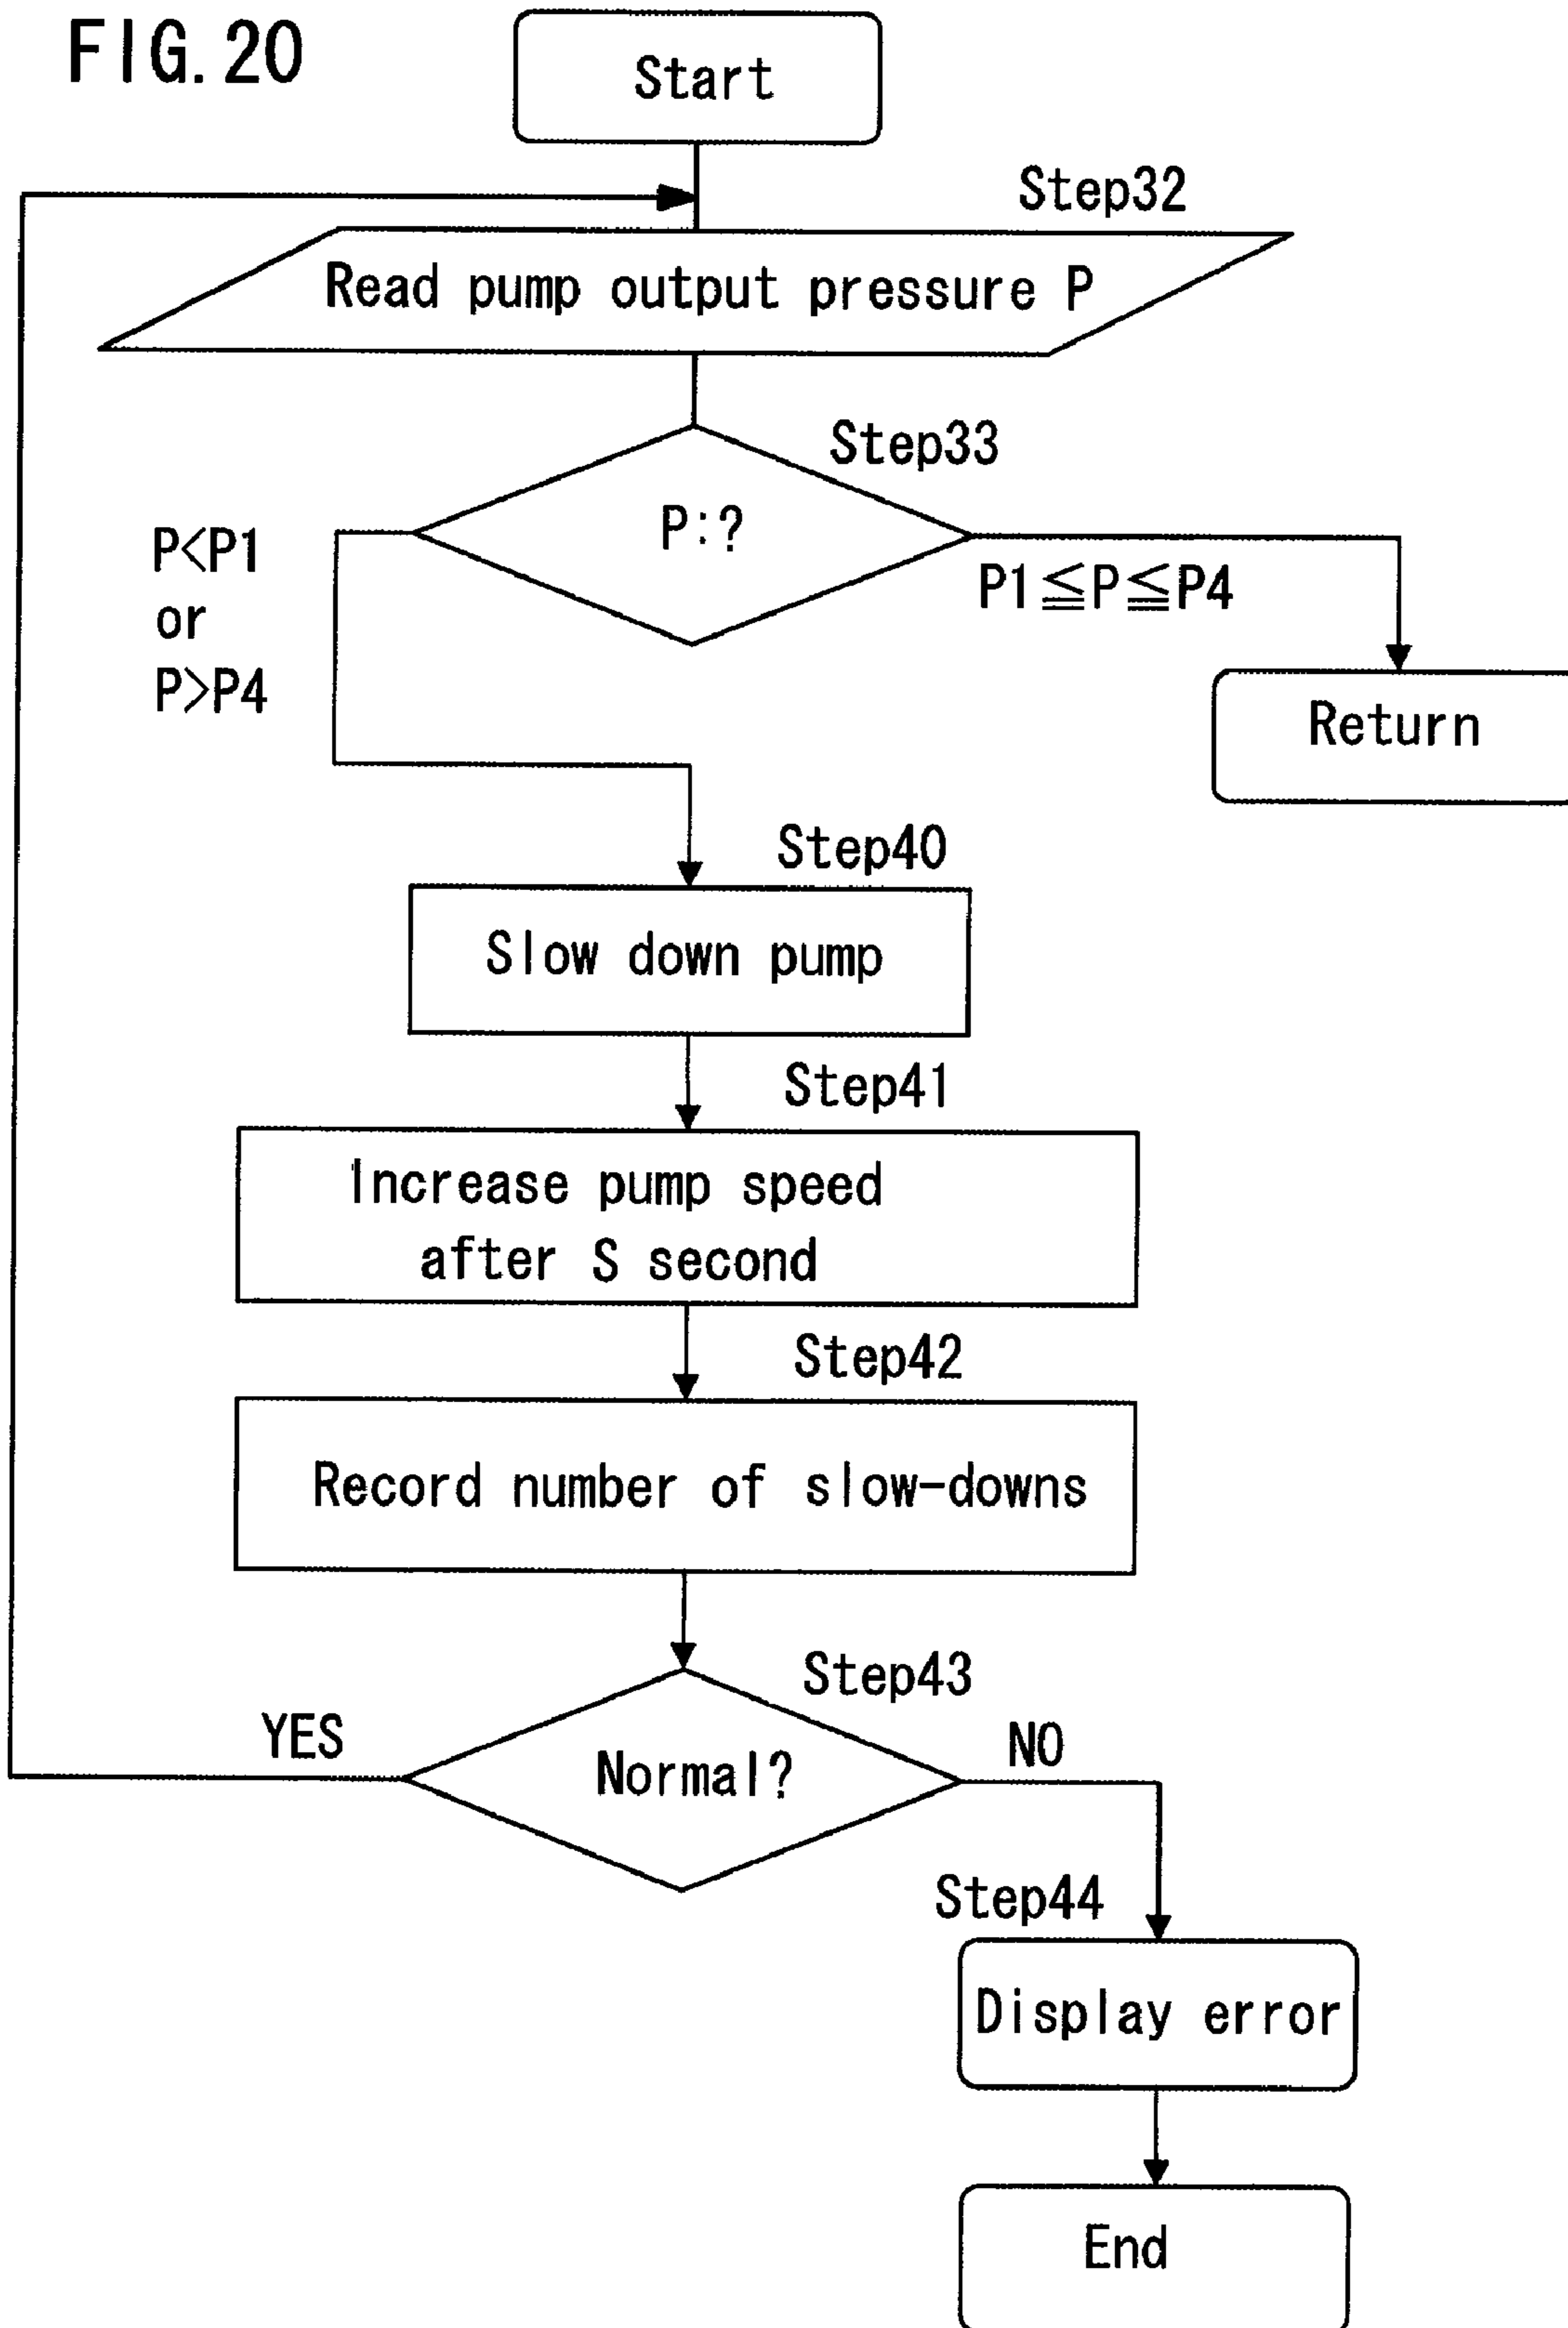 FIG. 20
Start
Step32
Read pump output pressure P
Step33
P:?
P<P1
or
P>P4
P1≦P≦P4
Return
Step40
Slow down pump
Step41
Increase pump speed
after S second
Step42
Record number of slow-downs
Step43
YES
Normal?
NO
Step44
Display error
End